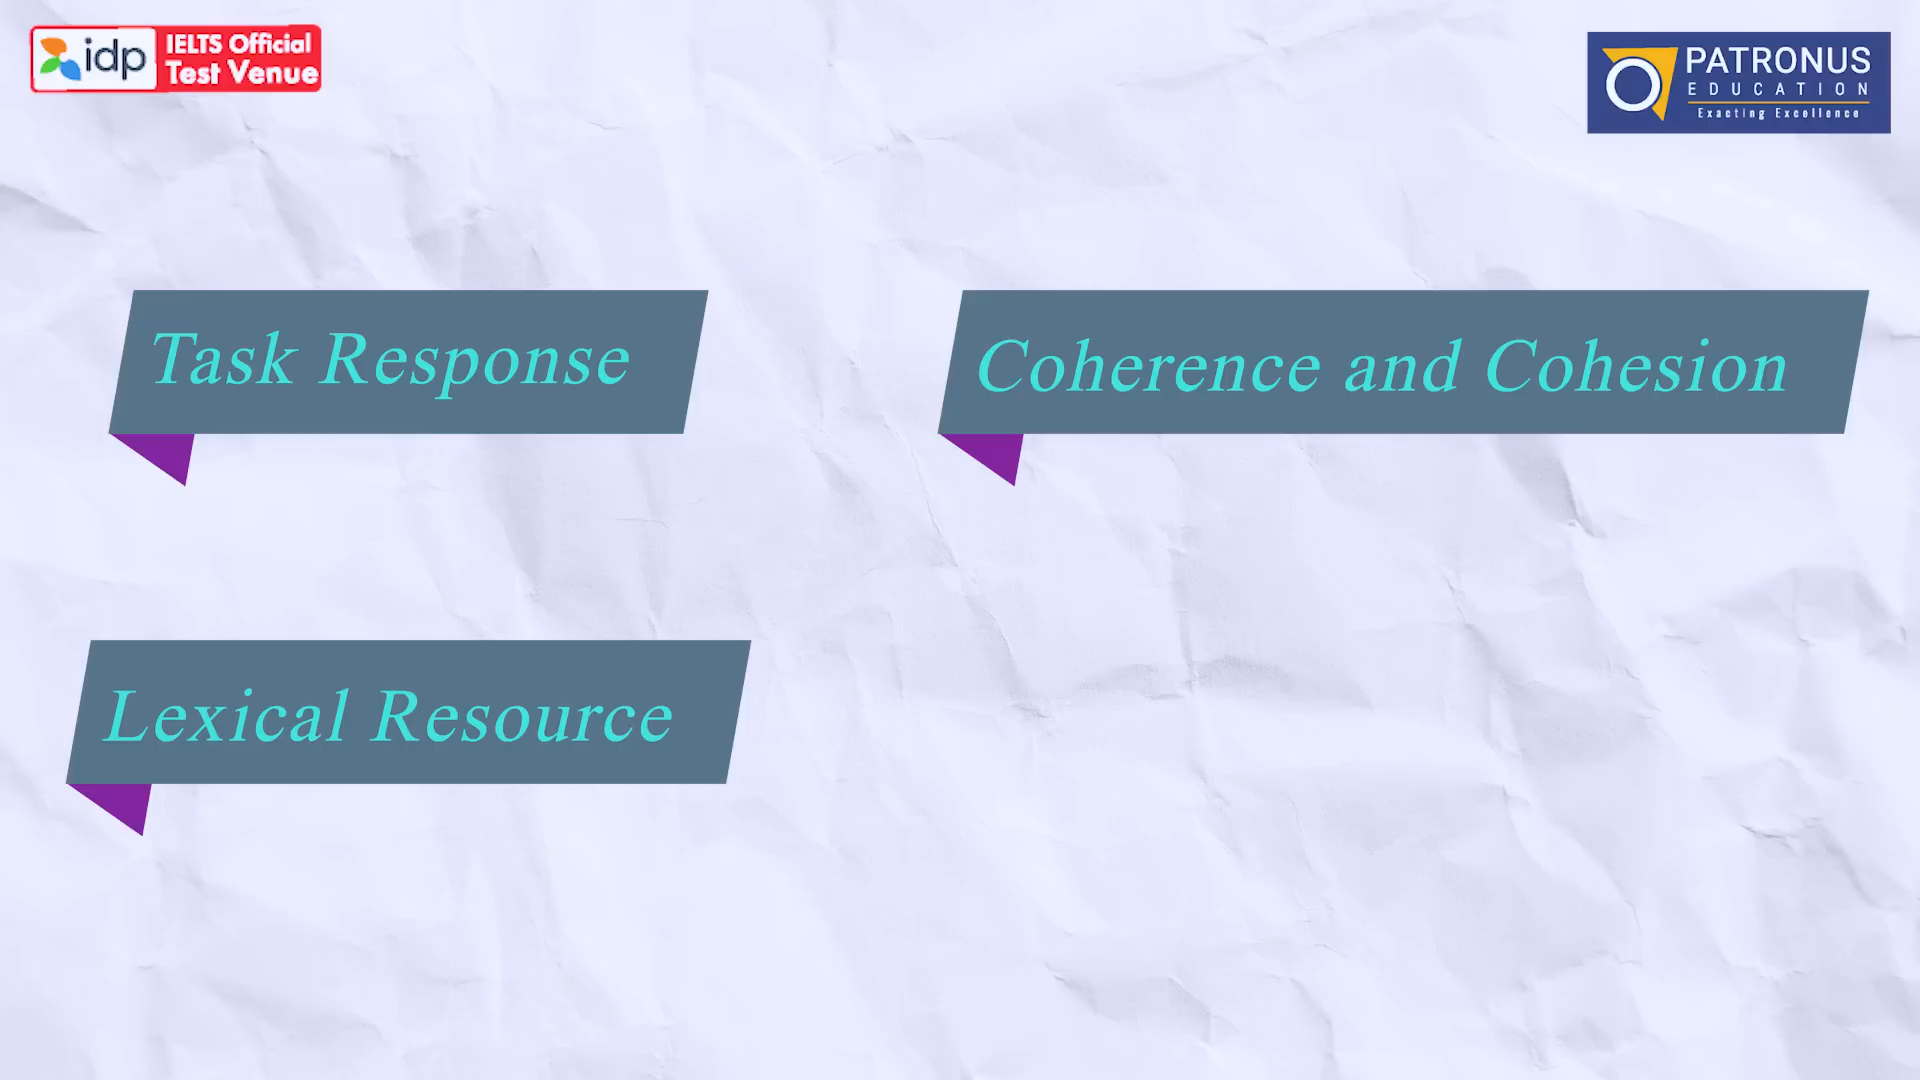 idp
IELTS Official
Test Venue
PATRONUS
EDUCATION
Exacting Excellence
Task Response
Coherence and Cohesion
Lexical Resource